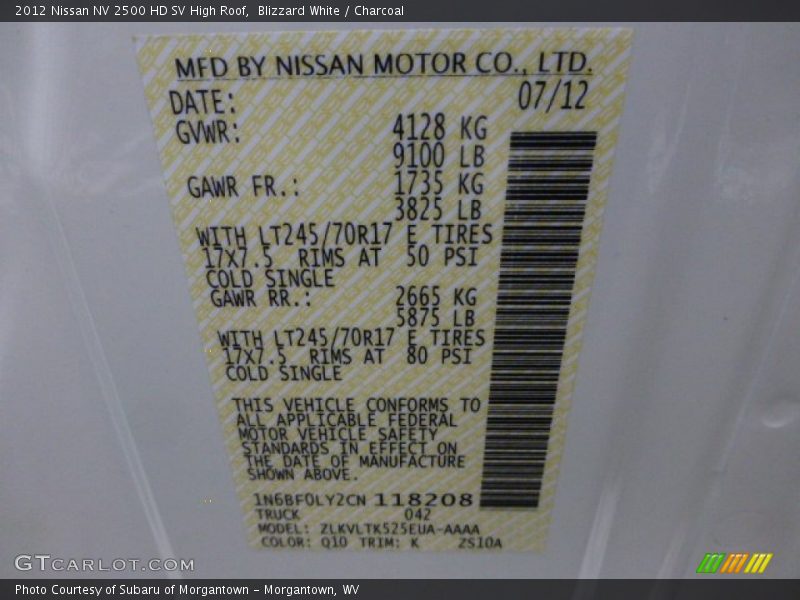 2012 Nissan NV 2500 HD SV High Roof, Blizzard White / Charcoal
MFD BY NISSAN MOTOR CO., LTD.
DATE: 07/12
GVWR: 4128 KG
9100 LB
GAWR FR.: 1735 KG
3825 LB
WITH LT245/70R17 E TIRES
17X7.5 RIMS AT 50 PSI
COLD SINGLE
GAWR RR.: 2665 KG
5875 LB
WITH LT245/70R17 E TIRES
17X7.5 RIMS AT 80 PSI
COLD SINGLE
THIS VEHICLE CONFORMS TO
ALL APPLICABLE FEDERAL
MOTOR VEHICLE SAFETY
STANDARDS IN EFFECT ON
THE DATE OF MANUFACTURE
SHOWN ABOVE.
1N6BF0LY2CN 118208
TRUCK 042
MODEL: ZLKVLTK525EUA-AAAA
COLOR: Q10 TRIM: K ZS10A
GTCARLOT.COM
Photo Courtesy of Subaru of Morgantown - Morgantown, WV